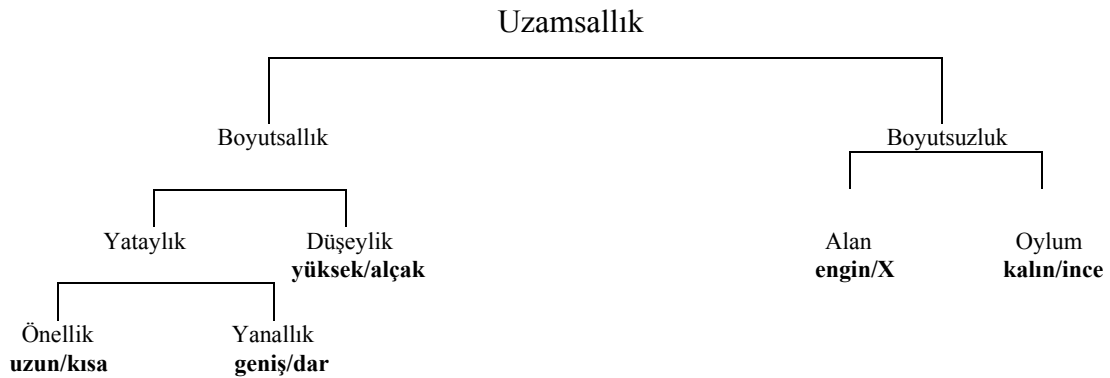 Uzamsallık
Boyutsallık Boyutsuzluk
Yataylık Düşeylik Alan Oylum
yüksek/alçak engin/X kalın/ince
Önellik Yanallık
uzun/kısa geniş/dar